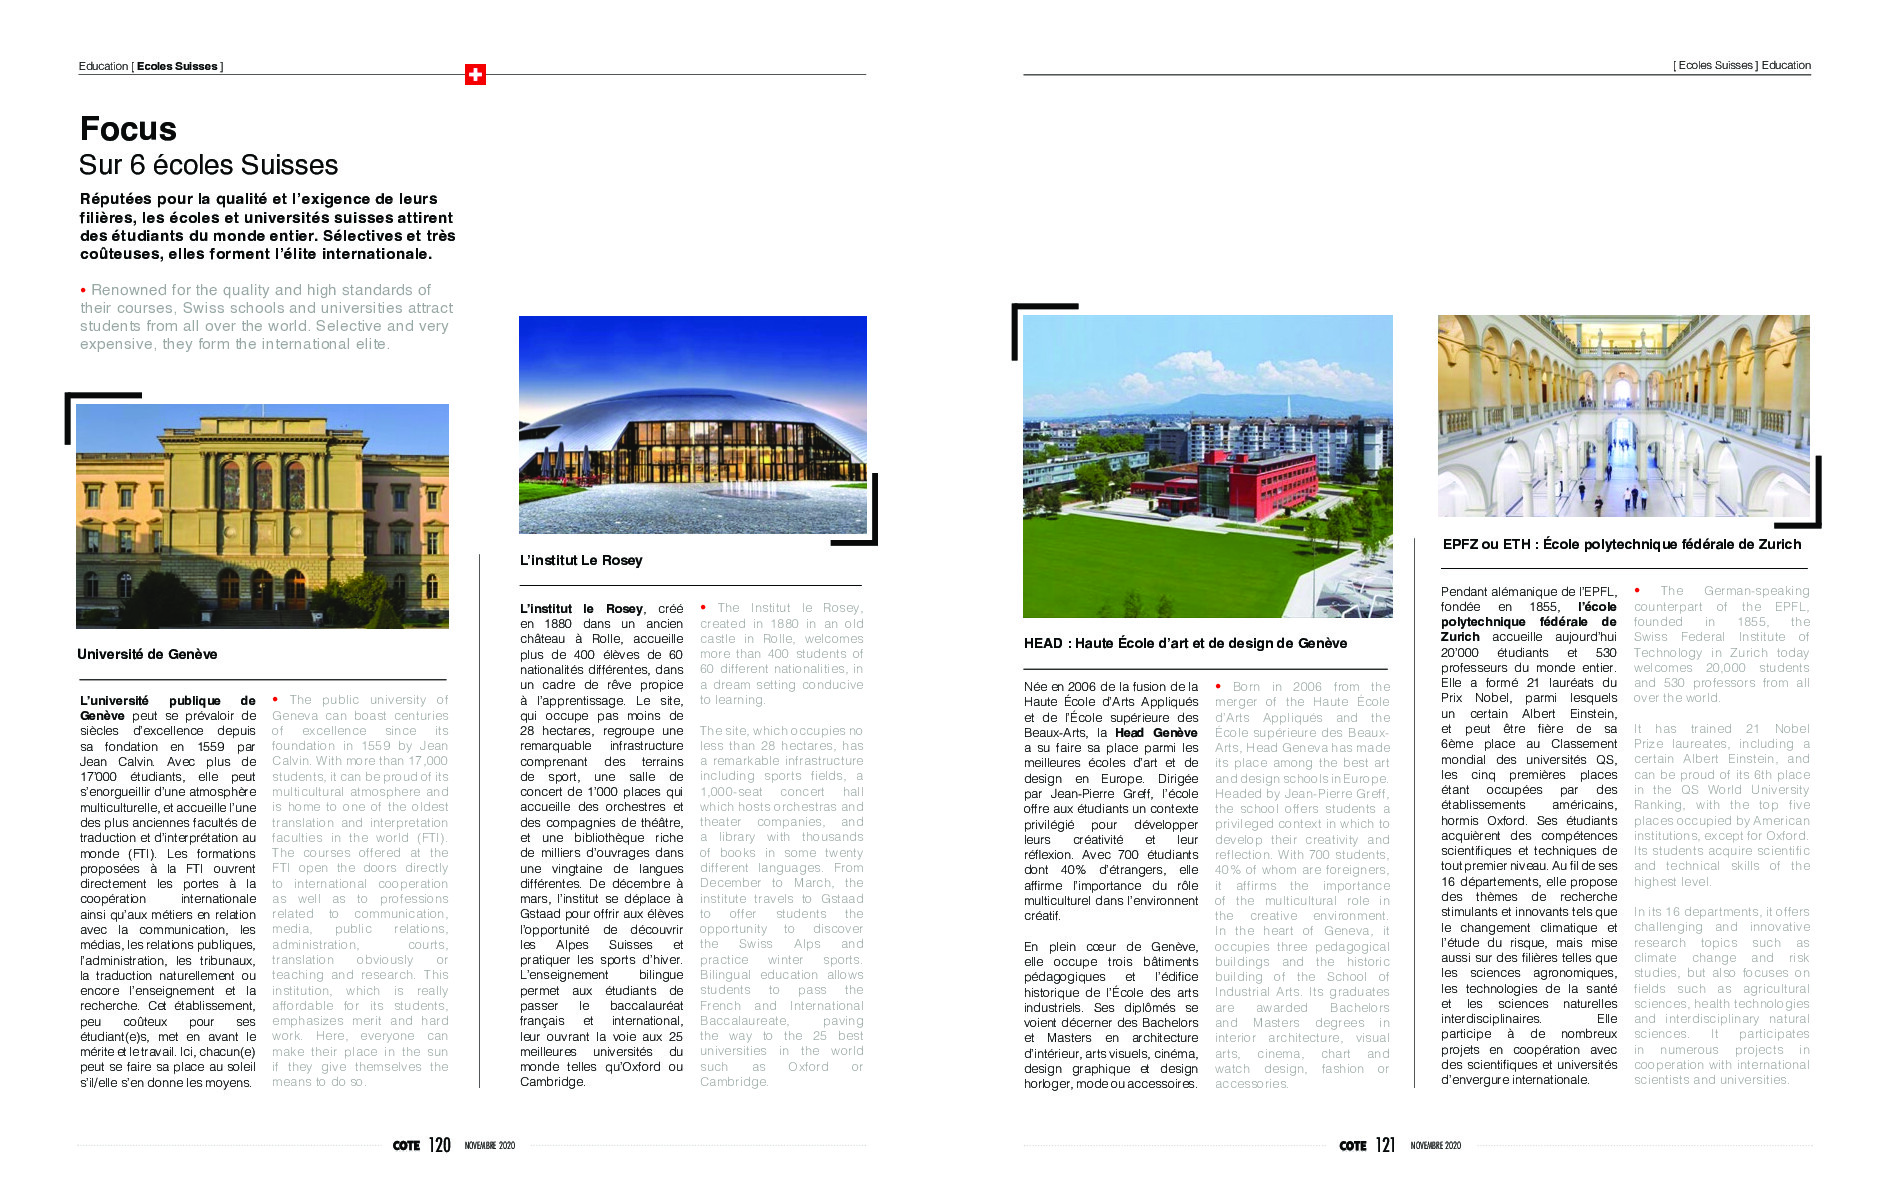 Education [ Ecoles Suisses ]
Focus
Sur 6 écoles Suisses
Réputées pour la qualité et l’exigence de leurs
filières, les écoles et universités suisses attirent
des étudiants du monde entier. Sélectives et très
coûteuses, elles forment l’élite internationale.
• Renowned for the quality and high standards of
their courses, Swiss schools and universities attract
students from all over the world. Selective and very
expensive, they form the international elite.
Université de Genève
L’université publique de
Genève peut se prévaloir de
siècles d’excellence depuis
sa fondation en 1559 par
Jean Calvin. Avec plus de
17’000 étudiants, elle peut
s’enorgueillir d’une atmosphère
multiculturelle, et accueille l’une
des plus anciennes facultés de
traduction et d’interprétation au
monde (FTI). Les formations
proposées à la FTI ouvrent
directement les portes à la
coopération internationale
ainsi qu’aux métiers en relation
avec la communication, les
médias, les relations publiques,
l’administration, les tribunaux,
la traduction naturellement ou
encore l’enseignement et la
recherche. Cet établissement,
peu coûteux pour ses
étudiant(e)s, met en avant le
mérite et le travail. Ici, chacun(e)
peut se faire sa place au soleil
s’il/elle s’en donne les moyens.
• The public university of
Geneva can boast centuries
of excellence since its
foundation in 1559 by Jean
Calvin. With more than 17,000
students, it can be proud of its
multicultural atmosphere and
is home to one of the oldest
translation and interpretation
faculties in the world (FTI).
The courses offered at the
FTI open the doors directly
to international cooperation
as well as to professions
related to communication,
media, public relations,
administration, courts,
translation obviously or
teaching and research. This
institution, which is really
affordable for its students,
emphasizes merit and hard
work. Here, everyone can
make their place in the sun
if they give themselves the
means to do so.
L’institut Le Rosey
L’institut le Rosey, créé
en 1880 dans un ancien
château à Rolle, accueille
plus de 400 élèves de 60
nationalités différentes, dans
un cadre de rêve propice
à l’apprentissage. Le site,
qui occupe pas moins de
28 hectares, regroupe une
remarquable infrastructure
comprenant des terrains
de sport, une salle de
concert de 1’000 places qui
accueille des orchestres et
des compagnies de théâtre,
et une bibliothèque riche
de milliers d’ouvrages dans
une vingtaine de langues
différentes. De décembre à
mars, l’institut se déplace à
Gstaad pour offrir aux élèves
l’opportunité de découvrir
les Alpes Suisses et
pratiquer les sports d’hiver.
L’enseignement bilingue
permet aux étudiants de
passer le baccalauréat
français et international,
leur ouvrant la voie aux 25
meilleures universités du
monde telles qu’Oxford ou
Cambridge.
• The Institut le Rosey,
created in 1880 in an old
castle in Rolle, welcomes
more than 400 students of
60 different nationalities, in
a dream setting conducive
to learning.
The site, which occupies no
less than 28 hectares, has
a remarkable infrastructure
including sports fields, a
1,000-seat concert hall
which hosts orchestras and
theater companies, and
a library with thousands
of books in some twenty
different languages. From
December to March, the
institute travels to Gstaad
to offer students the
opportunity to discover
the Swiss Alps and
practice winter sports.
Bilingual education allows
students to pass the
French and International
Baccalaureate, paving
the way to the 25 best
universities in the world
such as Oxford or
Cambridge.
COTE 120 NOVEMBRE 2020
[ Ecoles Suisses ] Education
HEAD : Haute École d’art et de design de Genève
Née en 2006 de la fusion de la
Haute École d’Arts Appliqués
et de l’École supérieure des
Beaux-Arts, la Head Genève
a su faire sa place parmi les
meilleures écoles d’art et de
design en Europe. Dirigée
par Jean-Pierre Greff, l’école
offre aux étudiants un contexte
privilégié pour développer
leurs créativité et leur
réflexion. Avec 700 étudiants
dont 40% d’étrangers, elle
affirme l’importance du rôle
multiculturel dans l’environnent
créatif.
En plein cœur de Genève,
elle occupe trois bâtiments
pédagogiques et l’édifice
historique de l’École des arts
industriels. Ses diplômés se
voient décerner des Bachelors
et Masters en architecture
d’intérieur, arts visuels, cinéma,
design graphique et design
horloger, mode ou accessoires.
• Born in 2006 from the
merger of the Haute École
d’Arts Appliqués and the
École supérieure des Beaux-
Arts, Head Geneva has made
its place among the best art
and design schools in Europe.
Headed by Jean-Pierre Greff,
the school offers students a
privileged context in which to
develop their creativity and
reflection. With 700 students,
40% of whom are foreigners,
it affirms the importance
of the multicultural role in
the creative environment.
In the heart of Geneva, it
occupies three pedagogical
buildings and the historic
building of the School of
Industrial Arts. Its graduates
are awarded Bachelors
and Masters degrees in
interior architecture, visual
arts, cinema, chart and
watch design, fashion or
accessories.
EPFZ ou ETH : École polytechnique fédérale de Zurich
Pendant alémanique de l’EPFL,
fondée en 1855, l’école
polytechnique fédérale de
Zurich accueille aujourd’hui
20’000 étudiants et 530
professeurs du monde entier.
Elle a formé 21 lauréats du
Prix Nobel, parmi lesquels
un certain Albert Einstein,
et peut être fière de sa
6ème place au Classement
mondial des universités QS,
les cinq premières places
étant occupées par des
établissements américains,
hormis Oxford. Ses étudiants
acquièrent des compétences
scientifiques et techniques de
tout premier niveau. Au fil de ses
16 départements, elle propose
des thèmes de recherche
stimulants et innovants tels que
le changement climatique et
l’étude du risque, mais mise
aussi sur des filières telles que
les sciences agronomiques,
les technologies de la santé
et les sciences naturelles
interdisciplinaires. Elle
participe à de nombreux
projets en coopération avec
des scientifiques et universités
d’envergure internationale.
• The German-speaking
counterpart of the EPFL,
founded in 1855, the
Swiss Federal Institute of
Technology in Zurich today
welcomes 20,000 students
and 530 professors from all
over the world.
It has trained 21 Nobel
Prize laureates, including a
certain Albert Einstein, and
can be proud of its 6th place
in the QS World University
Ranking, with the top five
places occupied by American
institutions, except for Oxford.
Its students acquire scientific
and technical skills of the
highest level.
In its 16 departments, it offers
challenging and innovative
research topics such as
climate change and risk
studies, but also focuses on
fields such as agricultural
sciences, health technologies
and interdisciplinary natural
sciences. It participates
in numerous projects in
cooperation with international
scientists and universities.
COTE 121 NOVEMBRE 2020